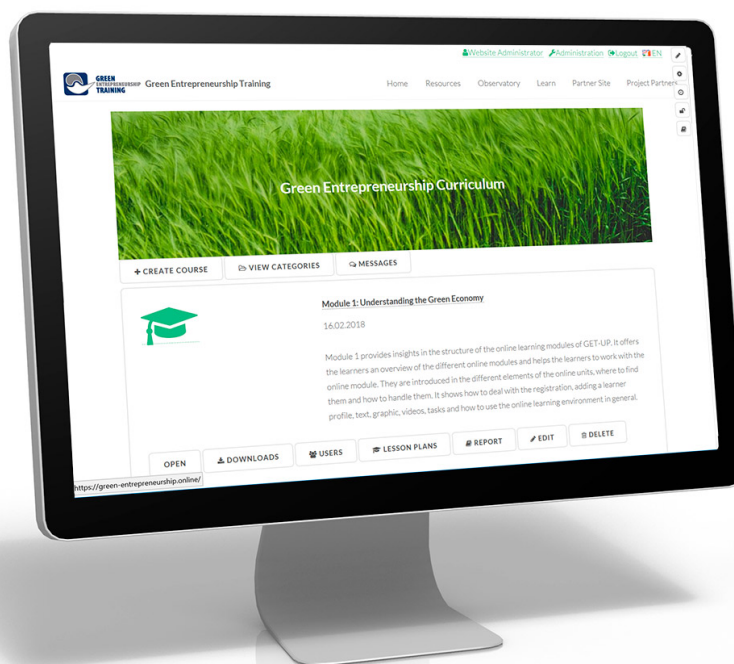 Website Administrator Administration Logout EN
GREEN
ENTREPRENEURSHIP
TRAINING
Green Entrepreneurship Training
Home Resources Observatory Learn Partner Site Project Partners
Green Entrepreneurship Curriculum
+ CREATE COURSE VIEW CATEGORIES MESSAGES
Module 1: Understanding the Green Economy
16.02.2018
Module 1 provides insights in the structure of the online learning modules of GET-UP. It offers
the learners an overview of the different online modules and helps the learners to work with the
online module. They are introduced in the different elements of the online units, where to find
them and how to handle them. It shows how to deal with the registration, adding a learner
profile, text, graphic, videos, tasks and how to use the online learning environment in general.
OPEN DOWNLOADS USERS LESSON PLANS REPORT EDIT DELETE
https://green-entrepreneurship.online/